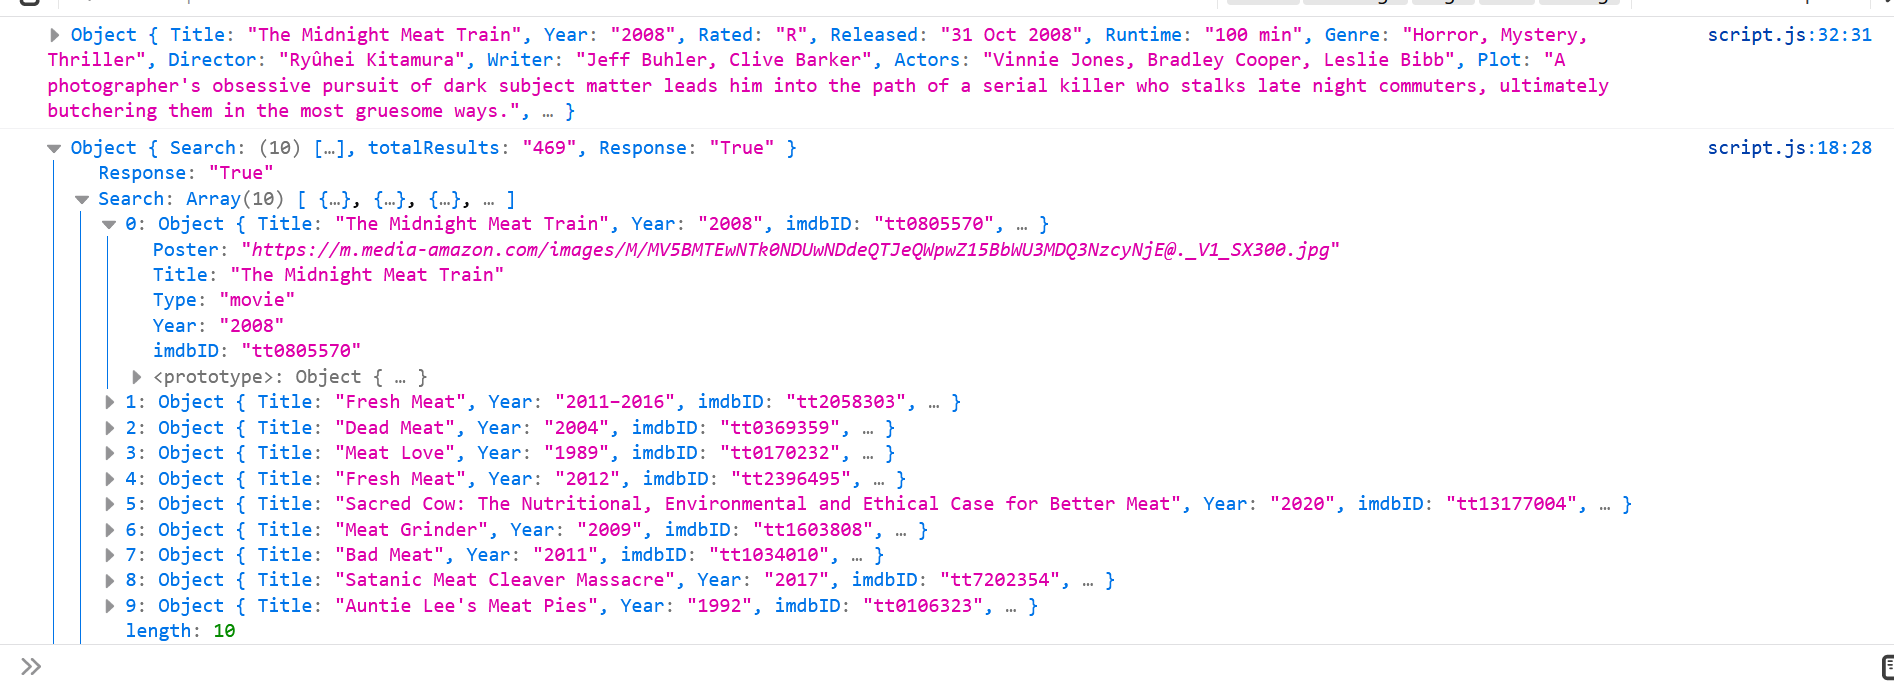 Object { Title: "The Midnight Meat Train", Year: "2008", Rated: "R", Released: "31 Oct 2008", Runtime: "100 min", Genre: "Horror, Mystery, script.js:32:31
Thriller", Director: "Ryûhei Kitamura", Writer: "Jeff Buhler, Clive Barker", Actors: "Vinnie Jones, Bradley Cooper, Leslie Bibb", Plot: "A
photographer's obsessive pursuit of dark subject matter leads him into the path of a serial killer who stalks late night commuters, ultimately
butchering them in the most gruesome ways.", … }
Object { Search: (10) […], totalResults: "469", Response: "True" } script.js:18:28
Response: "True"
Search: Array(10) [ {…}, {…}, {…}, … ]
0: Object { Title: "The Midnight Meat Train", Year: "2008", imdbID: "tt0805570", … }
Poster: "https://m.media-amazon.com/images/M/MV5BMTEwNTk0NDUwNDdeQTJeQWpwZ15BbWU3MDQ3NzcyNjE@._V1_SX300.jpg"
Title: "The Midnight Meat Train"
Type: "movie"
Year: "2008"
imdbID: "tt0805570"
<prototype>: Object { … }
1: Object { Title: "Fresh Meat", Year: "2011–2016", imdbID: "tt2058303", … }
2: Object { Title: "Dead Meat", Year: "2004", imdbID: "tt0369359", … }
3: Object { Title: "Meat Love", Year: "1989", imdbID: "tt0170232", … }
4: Object { Title: "Fresh Meat", Year: "2012", imdbID: "tt2396495", … }
5: Object { Title: "Sacred Cow: The Nutritional, Environmental and Ethical Case for Better Meat", Year: "2020", imdbID: "tt13177004", … }
6: Object { Title: "Meat Grinder", Year: "2009", imdbID: "tt1603808", … }
7: Object { Title: "Bad Meat", Year: "2011", imdbID: "tt1034010", … }
8: Object { Title: "Satanic Meat Cleaver Massacre", Year: "2017", imdbID: "tt7202354", … }
9: Object { Title: "Auntie Lee's Meat Pies", Year: "1992", imdbID: "tt0106323", … }
length: 10